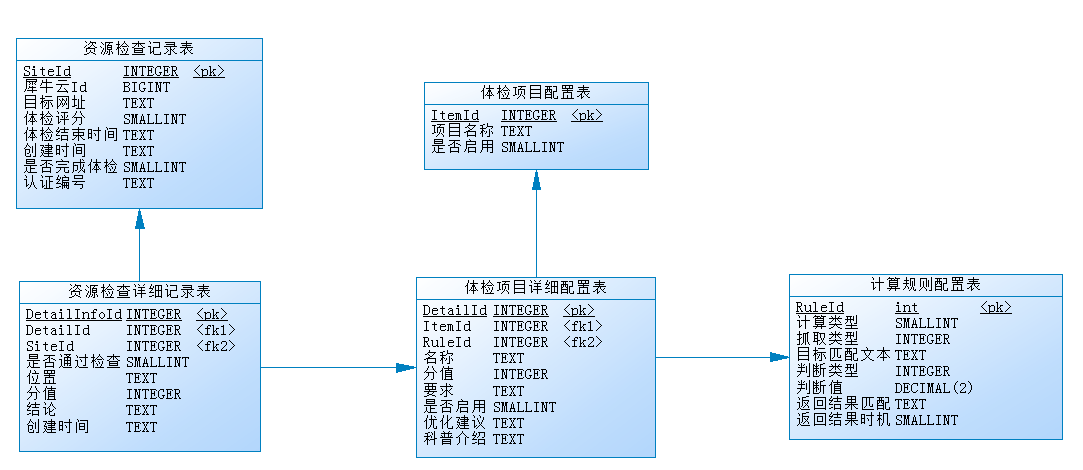 资源检查记录表
SiteId INTEGER <pk>
犀牛云Id BIGINT
目标网址 TEXT
体检评分 SMALLINT
体检结束时间 TEXT
创建时间 TEXT
是否完成体检 SMALLINT
认证编号 TEXT
体检项目配置表
ItemId INTEGER <pk>
项目名称 TEXT
是否启用 SMALLINT
资源检查详细记录表
DetailInfoId INTEGER <pk>
DetailId INTEGER <fk1>
SiteId INTEGER <fk2>
是否通过检查 SMALLINT
位置 TEXT
分值 INTEGER
结论 TEXT
创建时间 TEXT
体检项目详细配置表
DetailId INTEGER <pk>
ItemId INTEGER <fk1>
RuleId INTEGER <fk2>
名称 TEXT
分值 INTEGER
要求 TEXT
是否启用 SMALLINT
优化建议 TEXT
科普介绍 TEXT
计算规则配置表
RuleId int <pk>
计算类型 SMALLINT
抓取类型 INTEGER
目标匹配文本 TEXT
判断类型 INTEGER
判断值 DECIMAL(2)
返回结果匹配 TEXT
返回结果时机 SMALLINT